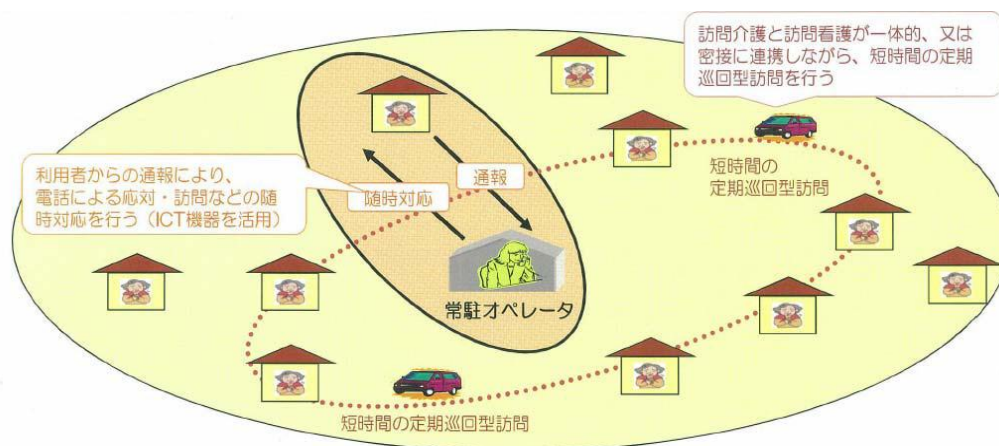 訪問介護と訪問看護が一体的、又は
密接に連携しながら、短時間の定期
巡回型訪問を行う
短時間の
定期巡回型訪問
利用者からの通報により、
電話による応対・訪問などの随
時対応を行う（ICT機器を活用）
通報
随時対応
常駐オペレータ
短時間の定期巡回型訪問